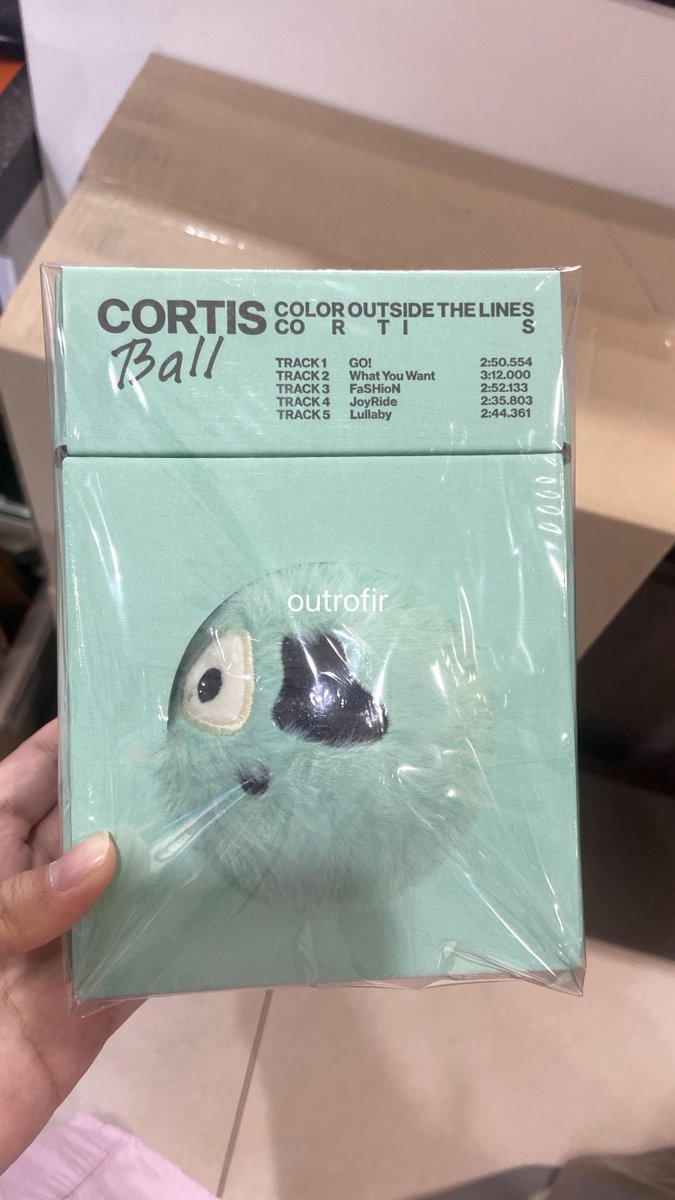 CORTIS COLOR OUTSIDE THE LINES
CO R T I S
Ball
TRACK 1 GO! 2:50.554
TRACK 2 What You Want 3:12.000
TRACK 3 FaSHioN 2:52.133
TRACK 4 JoyRide 2:35.803
TRACK 5 Lullaby 2:44.361
outrofir